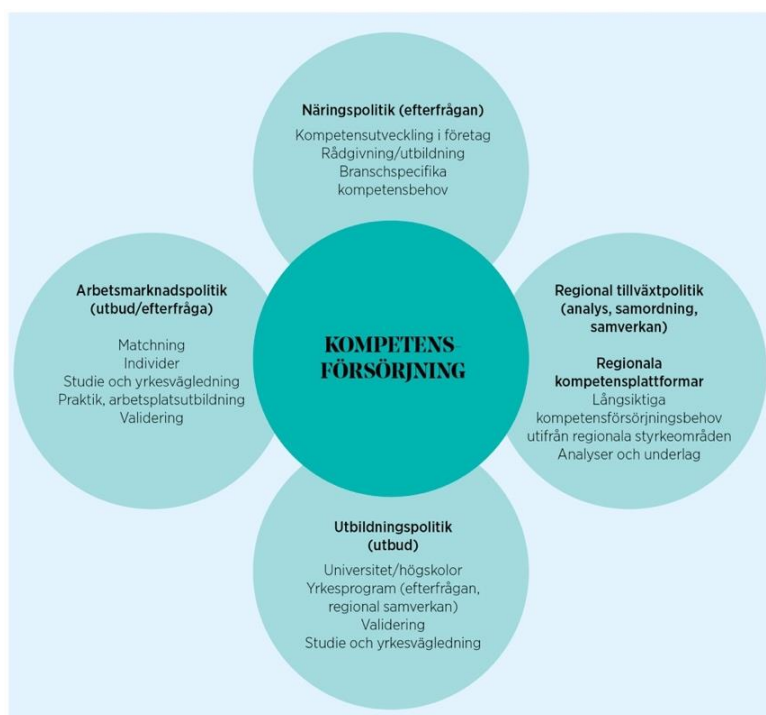 Näringspolitik (efterfrågan)
Kompetensutveckling i företag
Rådgivning/utbildning
Branschspecifika
kompetensbehov
Arbetsmarknadspolitik
(utbud/efterfråga)
Matchning
Individer
Studie och yrkesvägledning
Praktik, arbetsplatsutbildning
Validering
KOMPETENS-
FÖRSÖRJNING
Regional tillväxtpolitik
(analys, samordning,
samverkan)
Regionala
kompetensplattformar
Långsiktiga
kompetensförsörjningsbehov
utifrån regionala styrkeområden
Analyser och underlag
Utbildningspolitik
(utbud)
Universitet/högskolor
Yrkesprogram (efterfrågan,
regional samverkan)
Validering
Studie och yrkesvägledning